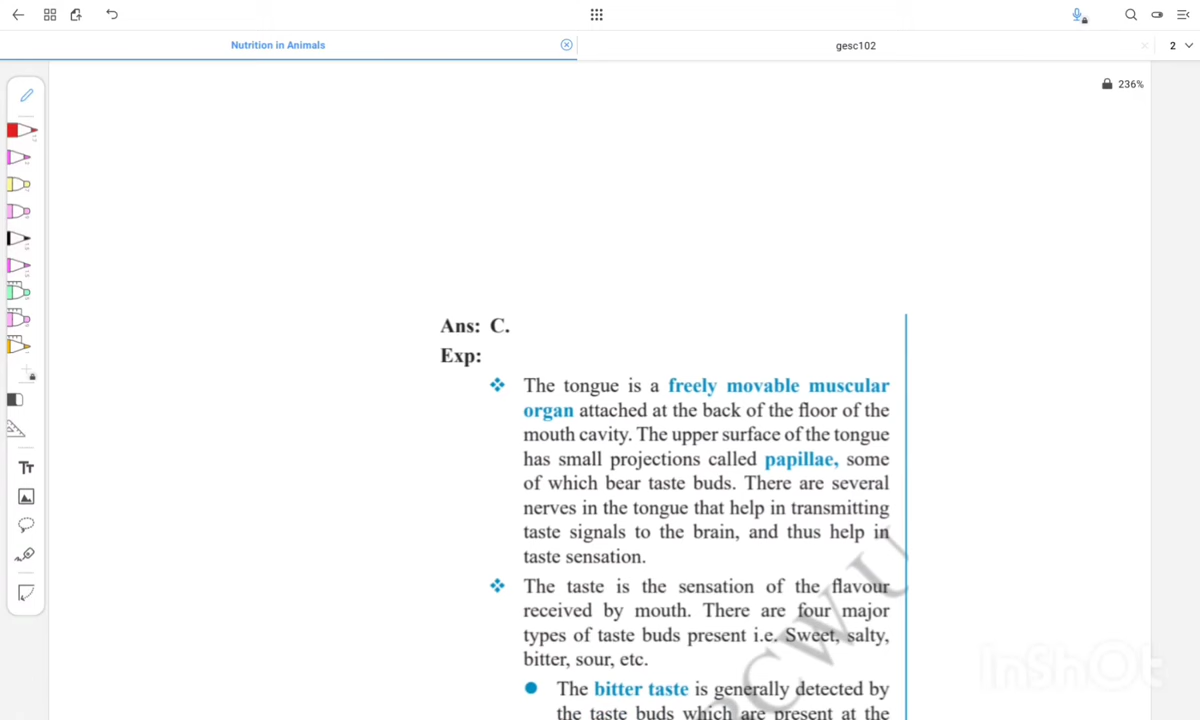 Nutrition in Animals
gesc102
2
236%
Ans: C.
Exp:
❖ The tongue is a freely movable muscular
organ attached at the back of the floor of the
mouth cavity. The upper surface of the tongue
has small projections called papillae, some
of which bear taste buds. There are several
nerves in the tongue that help in transmitting
taste signals to the brain, and thus help in
taste sensation.
❖ The taste is the sensation of the flavour
received by mouth. There are four major
types of taste buds present i.e. Sweet, salty,
bitter, sour, etc.
● The bitter taste is generally detected by
the taste buds which are present at the
Tт
InShOt